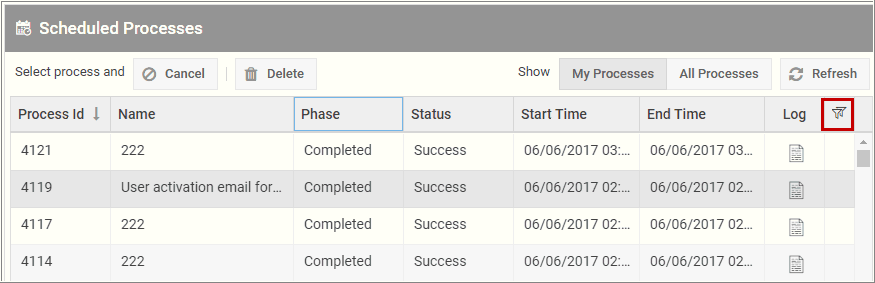 Scheduled Processes
Select process and Cancel Delete Show My Processes All Processes Refresh
Process Id Name Phase Status Start Time End Time Log
4121 222 Completed Success 06/06/2017 03:... 06/06/2017 03...
4119 User activation email for... Completed Success 06/06/2017 02:... 06/06/2017 02...
4117 222 Completed Success 06/06/2017 02:... 06/06/2017 02...
4114 222 Completed Success 06/06/2017 02:... 06/06/2017 02...